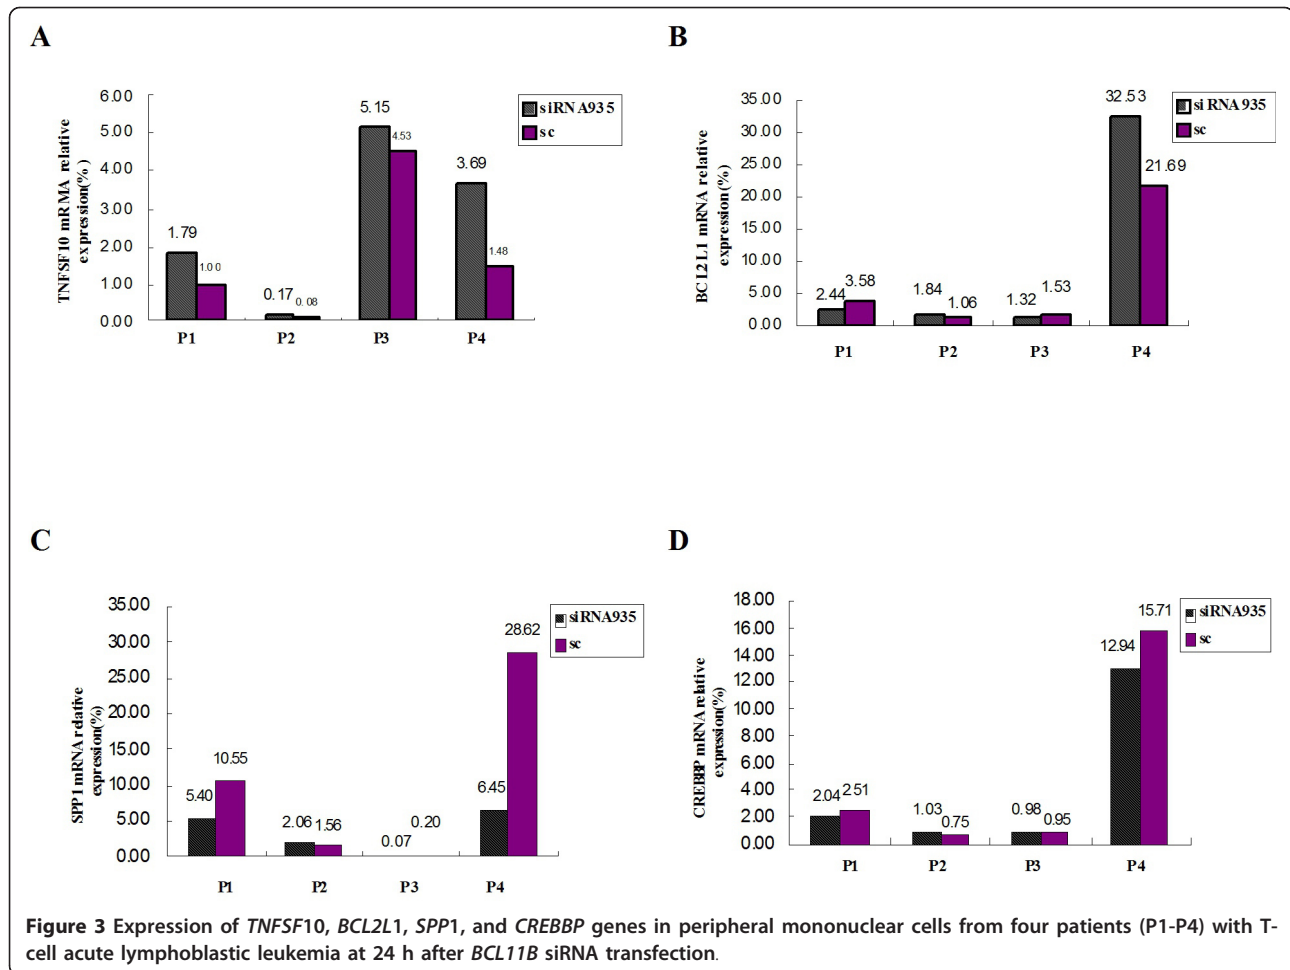 A
TNFSF10 mRMA relative
expression(%)
6.00
5.00
4.00
3.00
2.00
1.00
0.00
1.79
1.00
0.17
0.08
5.15
4.53
3.69
1.48
P1 P2 P3 P4
siRNA935
sc
B
BCL2L1 mRNA relative
expression(%)
35.00
30.00
25.00
20.00
15.00
10.00
5.00
0.00
2.44
3.58
1.84
1.06
1.32
1.53
32.53
21.69
P1 P2 P3 P4
siRNA935
sc
C
SPP1 mRNA relative
expression(%)
35.00
30.00
25.00
20.00
15.00
10.00
5.00
0.00
5.40
10.55
2.06
1.56
0.07
0.20
6.45
28.62
P1 P2 P3 P4
siRNA935
sc
D
CREBBP mRNA relative
expression(%)
18.00
16.00
14.00
12.00
10.00
8.00
6.00
4.00
2.00
0.00
2.04
2.51
1.03
0.75
0.98
0.95
12.94
15.71
P1 P2 P3 P4
siRNA935
sc
Figure 3 Expression of TNFSF10, BCL2L1, SPP1, and CREBBP genes in peripheral mononuclear cells from four patients (P1-P4) with T-
cell acute lymphoblastic leukemia at 24 h after BCL11B siRNA transfection.